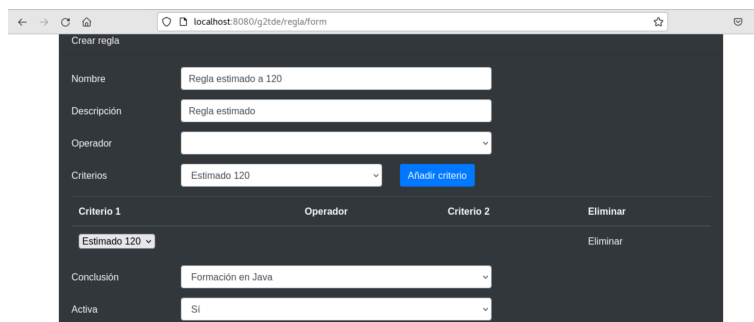 localhost:8080/g2tde/regla/form
Crear regla
Nombre Regla estimado a 120
Descripción Regla estimado
Operador
Criterios Estimado 120 Añadir criterio
Criterio 1 Operador Criterio 2 Eliminar
Estimado 120 Eliminar
Conclusión Formación en Java
Activa Sí